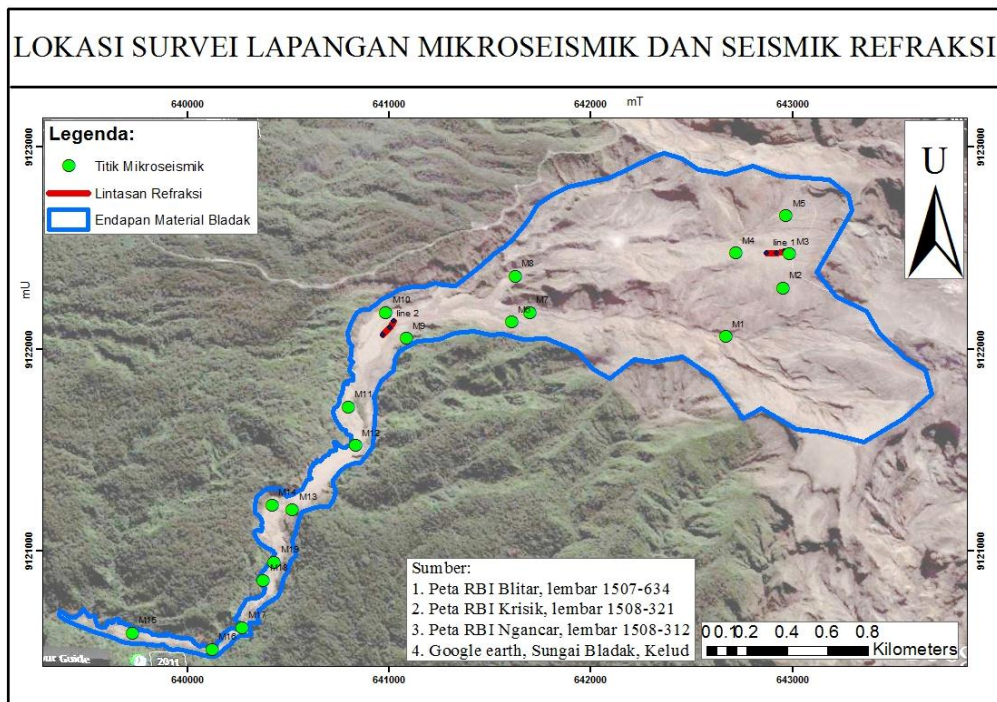 LOKASI SURVEI LAPANGAN MIKROSEISMIK DAN SEISMIK REFRAKSI
640000 641000 642000 643000
mT
Legenda:
Titik Mikroseismik
Lintasan Refraksi
Endapan Material Bladak
U
9123000
9123000
mU
9122000
9122000
9121000
9121000
M5
M4
line 1
M3
M2
M8
M7
M6
M1
M10
line 2
M9
M11
M12
M14
M13
M19
M18
M17
M15
M16
Sumber:
1. Peta RBI Blitar, lembar 1507-634
2. Peta RBI Krisik, lembar 1508-321
3. Peta RBI Ngancar, lembar 1508-312
4. Google earth, Sungai Bladak, Kelud
0 0.1 0.2 0.4 0.6 0.8
Kilometers
Guide
2011
640000 641000 642000 643000